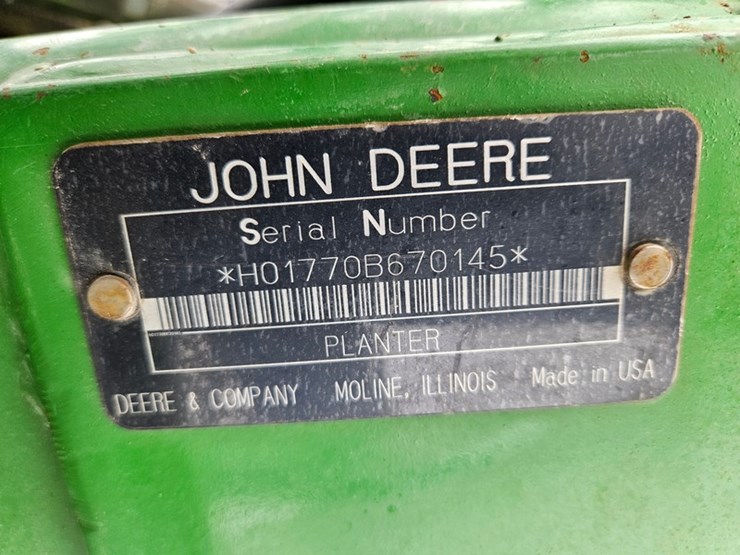 JOHN DEERE
Serial Number
*H01770B670145*
PLANTER
DEERE & COMPANY MOLINE, ILLINOIS Made in USA